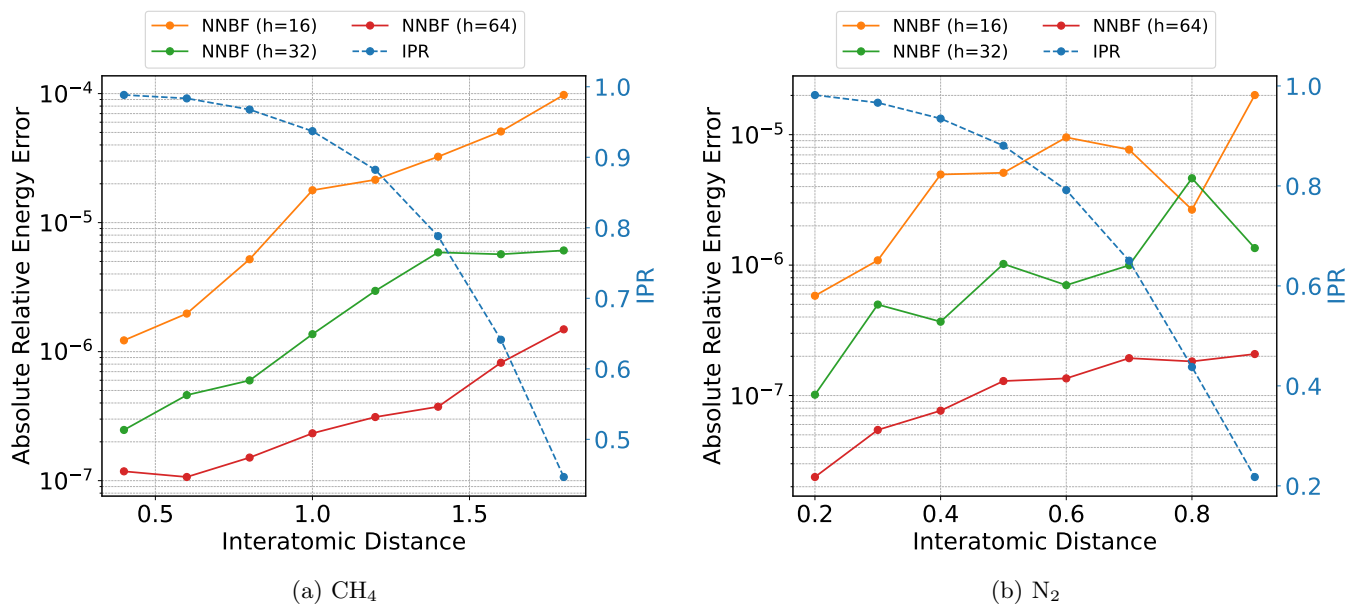 NNBF (h=16) NNBF (h=64)
NNBF (h=32) IPR
10⁻⁴
10⁻⁵
10⁻⁶
10⁻⁷
Absolute Relative Energy Error
1.0
0.9
0.8
0.7
0.6
0.5
IPR
0.5 1.0 1.5
Interatomic Distance
(a) CH₄
NNBF (h=16) NNBF (h=64)
NNBF (h=32) IPR
10⁻⁵
10⁻⁶
10⁻⁷
Absolute Relative Energy Error
1.0
0.8
0.6
0.4
0.2
IPR
0.2 0.4 0.6 0.8
Interatomic Distance
(b) N₂